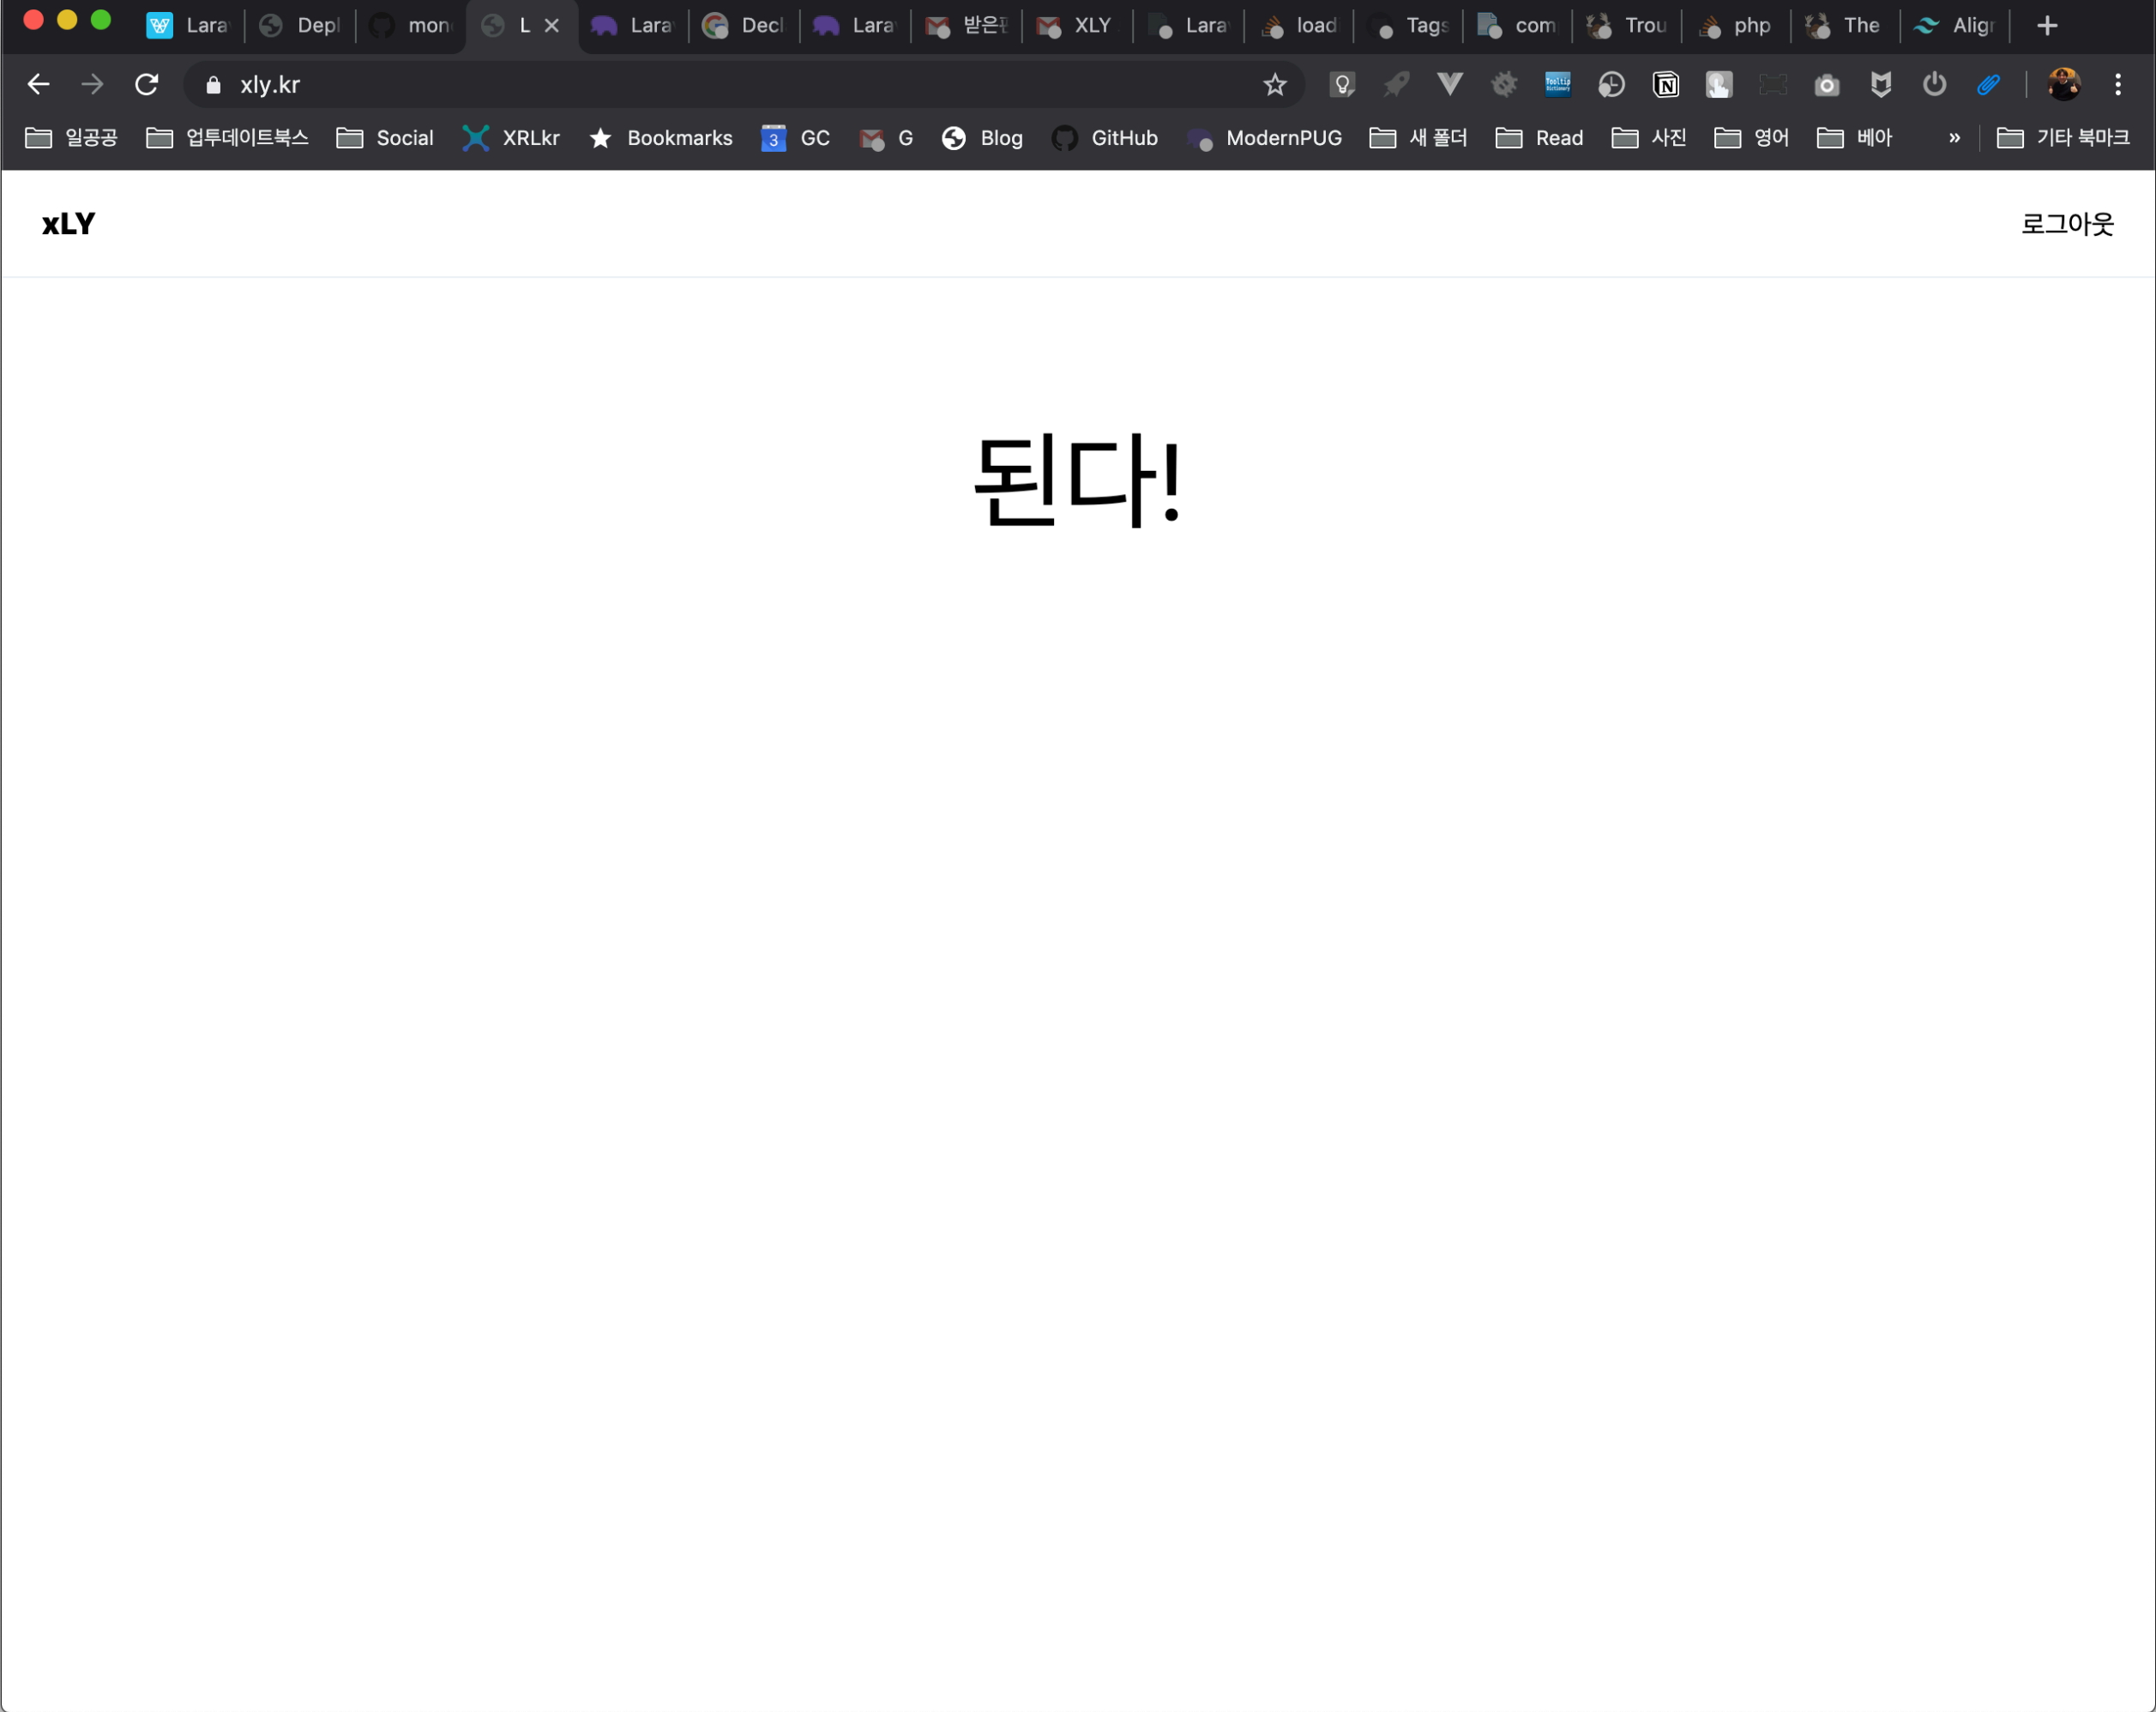 Lara Depl mon L Lara Decl Lara 받은편 XLY Lara load Tags com Trou php The Align
xly.kr
일공공 업투데이트북스 Social XRLkr Bookmarks 3 GC G Blog GitHub ModernPUG 새 폴더 Read 사진 영어 베아 » 기타 북마크
xLY 로그아웃
된다!